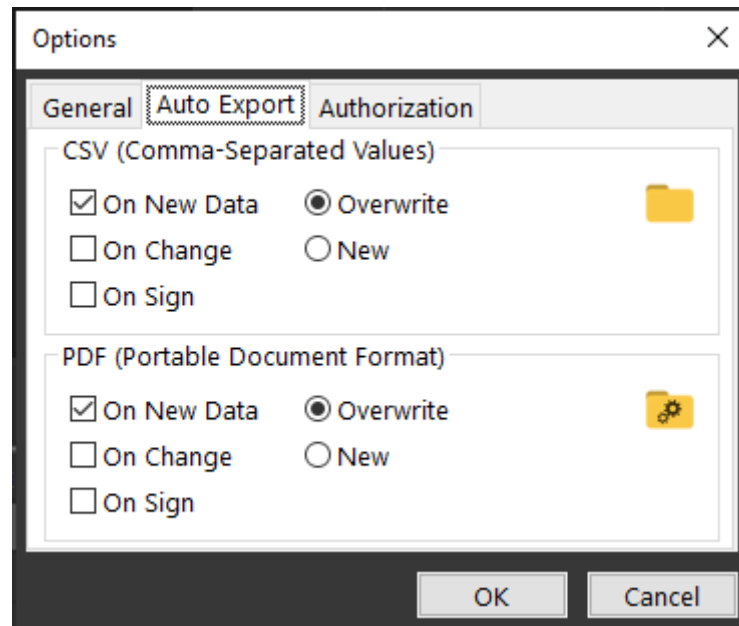 Options
General Auto Export Authorization
CSV (Comma-Separated Values)
On New Data Overwrite
On Change New
On Sign
PDF (Portable Document Format)
On New Data Overwrite
On Change New
On Sign
OK Cancel